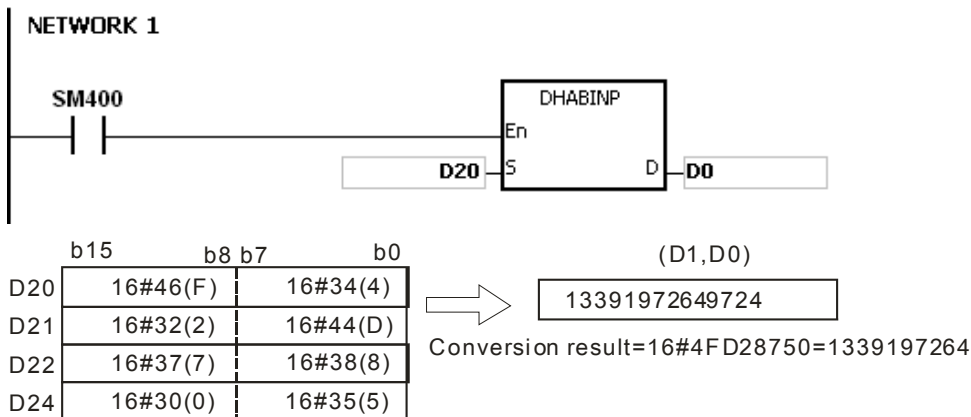 NETWORK 1
SM400
DHABINP
En
D20 S D D0
b15 b8 b7 b0 (D1,D0)
D20 16#46(F) 16#34(4)
13391972649724
D21 16#32(2) 16#44(D)
Conversion result=16#4FD28750=1339197264
D22 16#37(7) 16#38(8)
D24 16#30(0) 16#35(5)